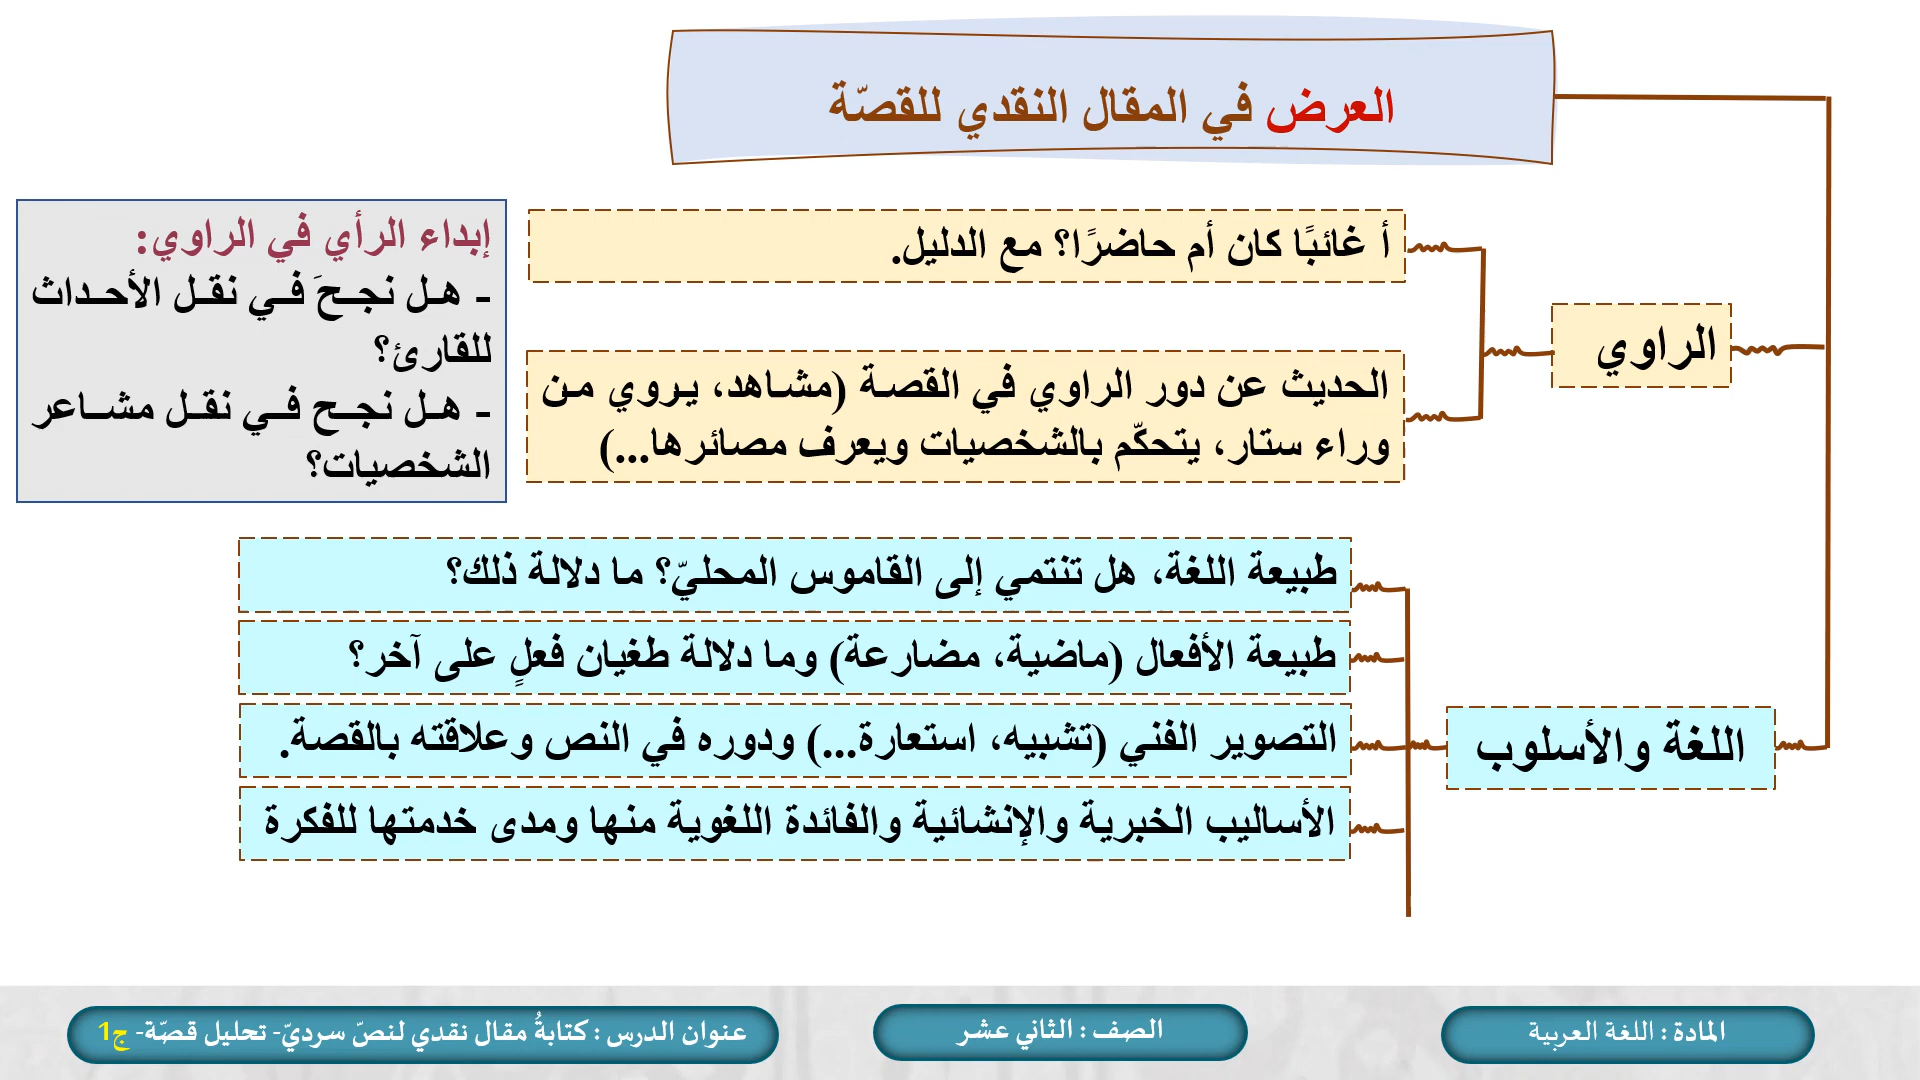 العرض في المقال النقدي للقصّة
الراوي
أ غائبًا كان أم حاضرًا؟ مع الدليل.
الحديث عن دور الراوي في القصة (مشاهد، يروي من
وراء ستار، يتحكّم بالشخصيات ويعرف مصائرها...)
إبداء الرأي في الراوي:
- هل نجحَ في نقل الأحداث
للقارئ؟
- هل نجح في نقل مشاعر
الشخصيات؟
اللغة والأسلوب
طبيعة اللغة، هل تنتمي إلى القاموس المحليّ؟ ما دلالة ذلك؟
طبيعة الأفعال (ماضية، مضارعة) وما دلالة طغيان فعلٍ على آخر؟
التصوير الفني (تشبيه، استعارة...) ودوره في النص وعلاقته بالقصة.
الأساليب الخبرية والإنشائية والفائدة اللغوية منها ومدى خدمتها للفكرة
المادة : اللغة العربية
الصف : الثاني عشر
عنوان الدرس : كتابةُ مقال نقدي لنصّ سرديّ- تحليل قصّة- ج1